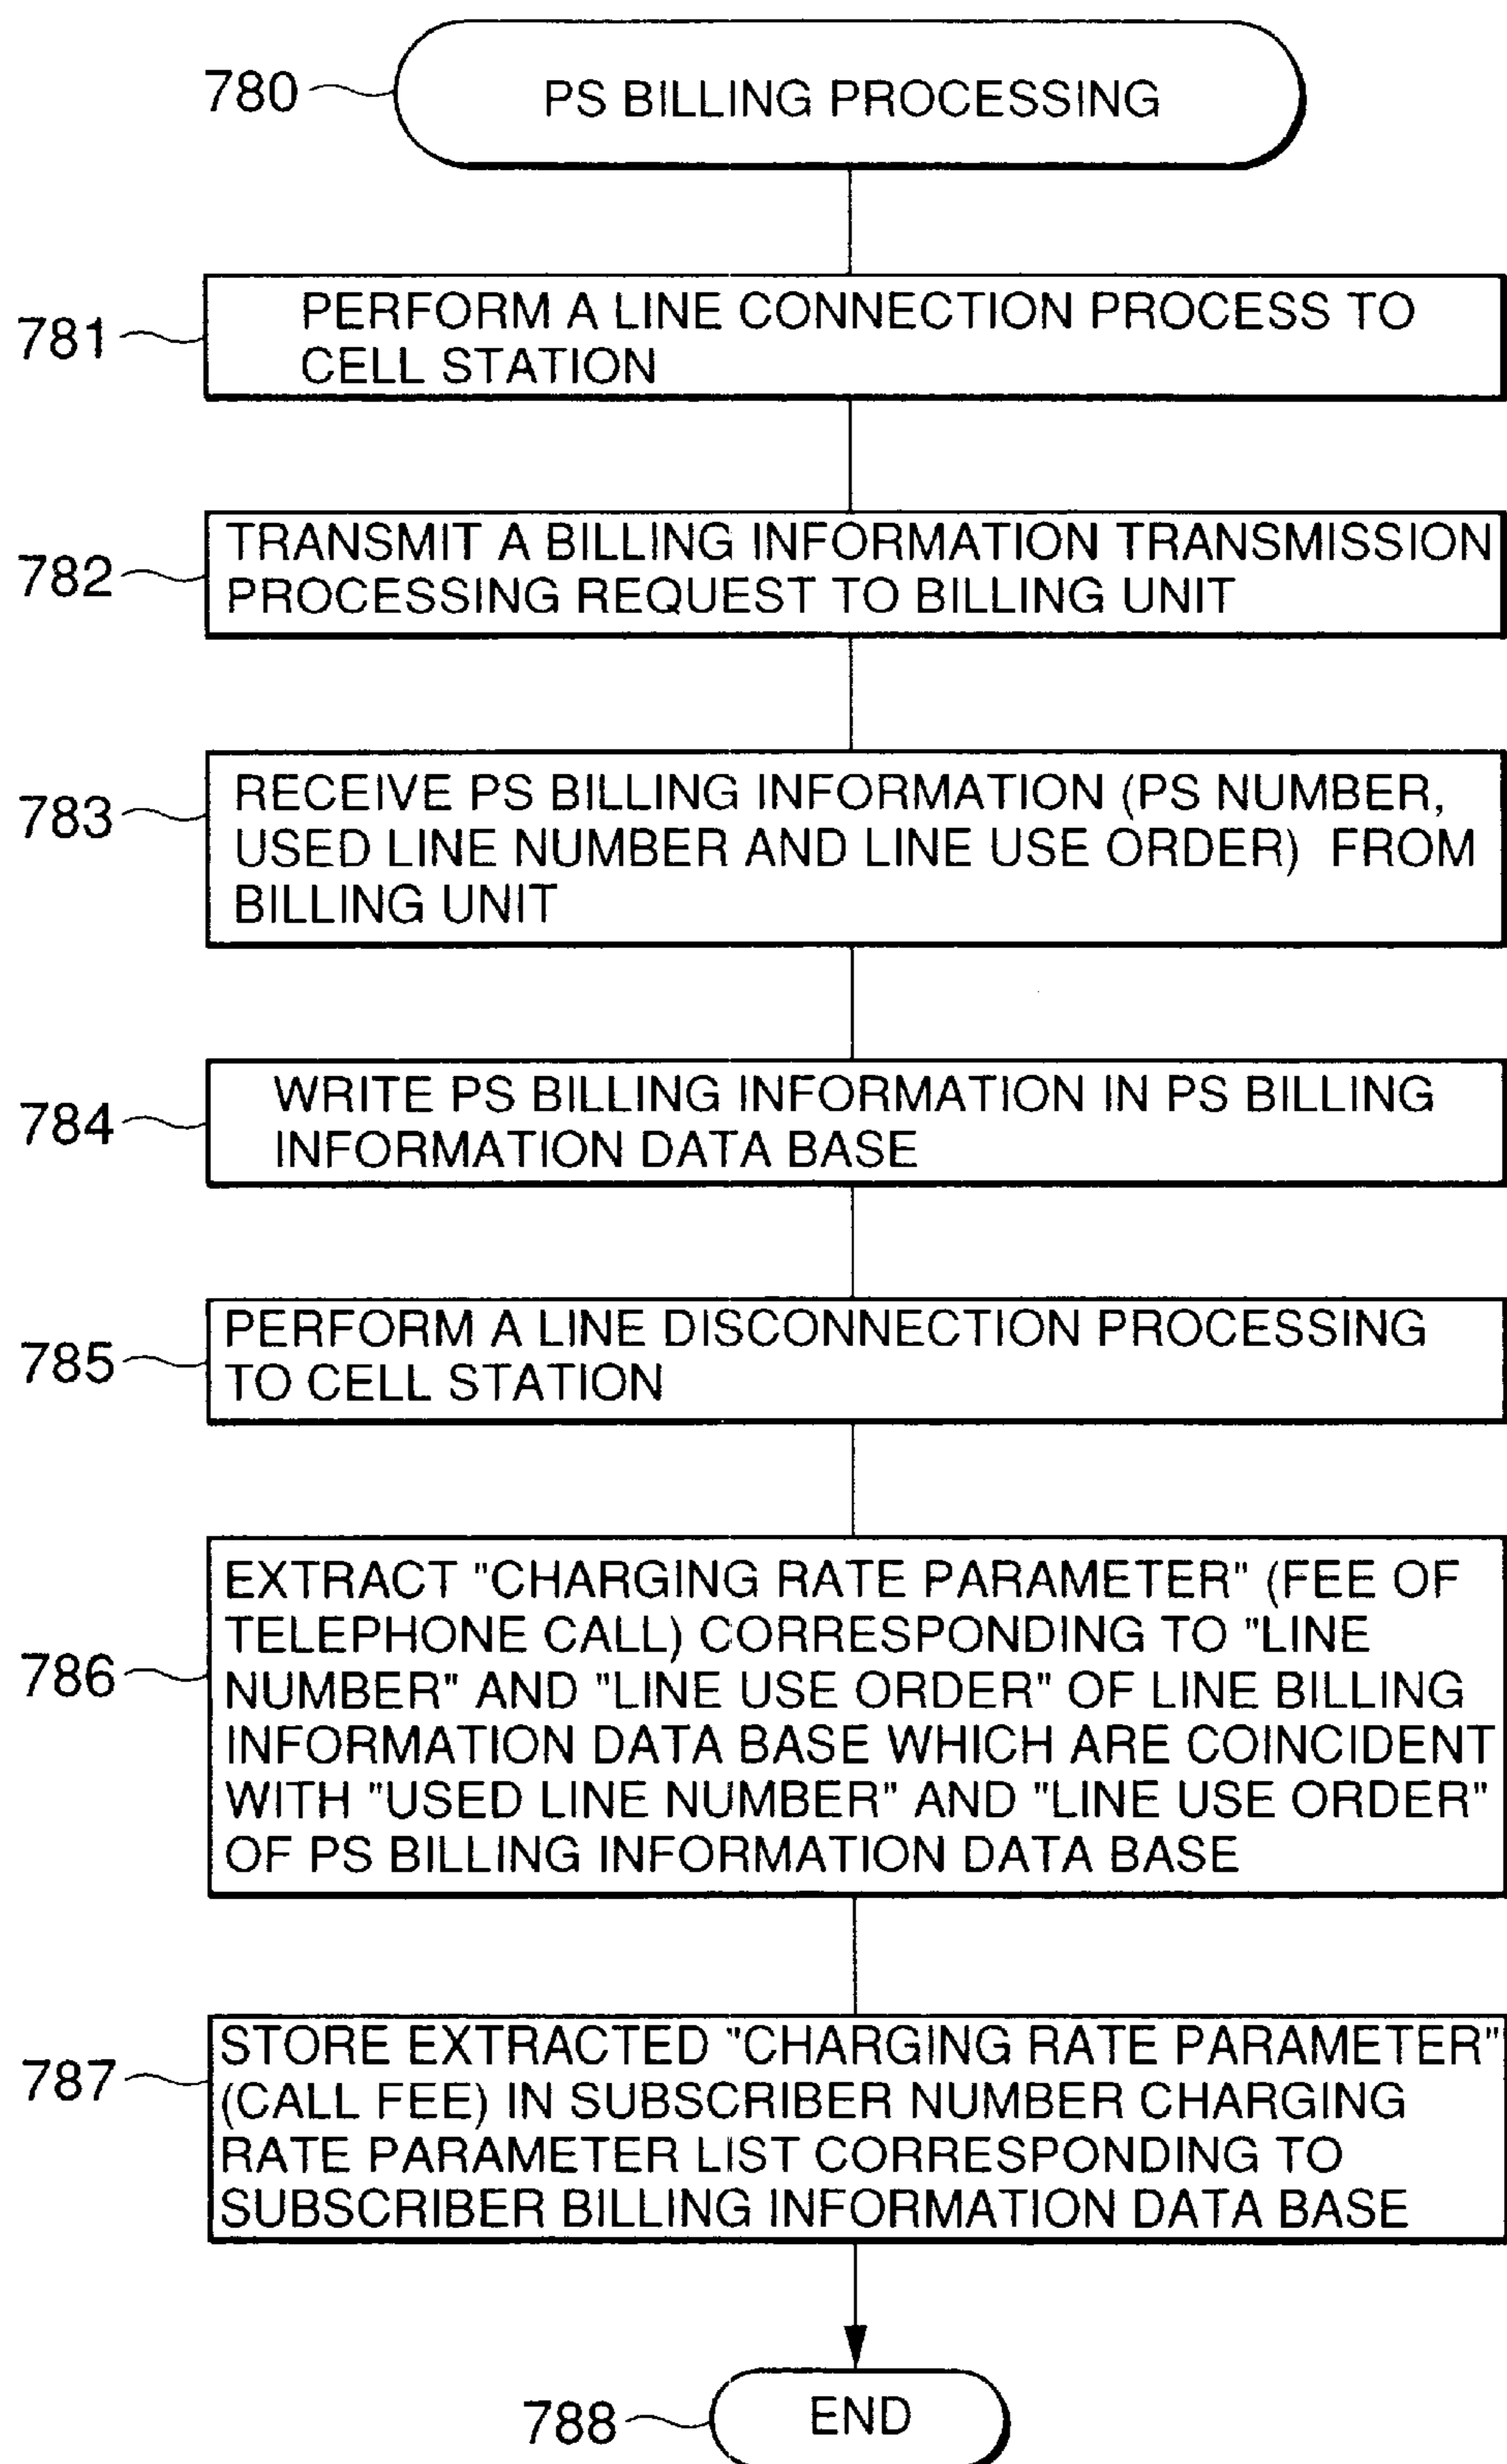 780
PS BILLING PROCESSING
781
PERFORM A LINE CONNECTION PROCESS TO
CELL STATION
782
TRANSMIT A BILLING INFORMATION TRANSMISSION
PROCESSING REQUEST TO BILLING UNIT
783
RECEIVE PS BILLING INFORMATION (PS NUMBER,
USED LINE NUMBER AND LINE USE ORDER) FROM
BILLING UNIT
784
WRITE PS BILLING INFORMATION IN PS BILLING
INFORMATION DATA BASE
785
PERFORM A LINE DISCONNECTION PROCESSING
TO CELL STATION
786
EXTRACT "CHARGING RATE PARAMETER" (FEE OF
TELEPHONE CALL) CORRESPONDING TO "LINE
NUMBER" AND "LINE USE ORDER" OF LINE BILLING
INFORMATION DATA BASE WHICH ARE COINCIDENT
WITH "USED LINE NUMBER" AND "LINE USE ORDER"
OF PS BILLING INFORMATION DATA BASE
787
STORE EXTRACTED "CHARGING RATE PARAMETER"
(CALL FEE) IN SUBSCRIBER NUMBER CHARGING
RATE PARAMETER LIST CORRESPONDING TO
SUBSCRIBER BILLING INFORMATION DATA BASE
788
END